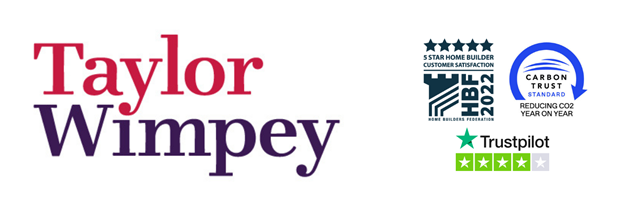 Taylor
Wimpey
5 STAR HOME BUILDER
CUSTOMER SATISFACTION
HBF
2022
HOME BUILDERS FEDERATION
CARBON
TRUST
STANDARD
REDUCING CO2
YEAR ON YEAR
Trustpilot